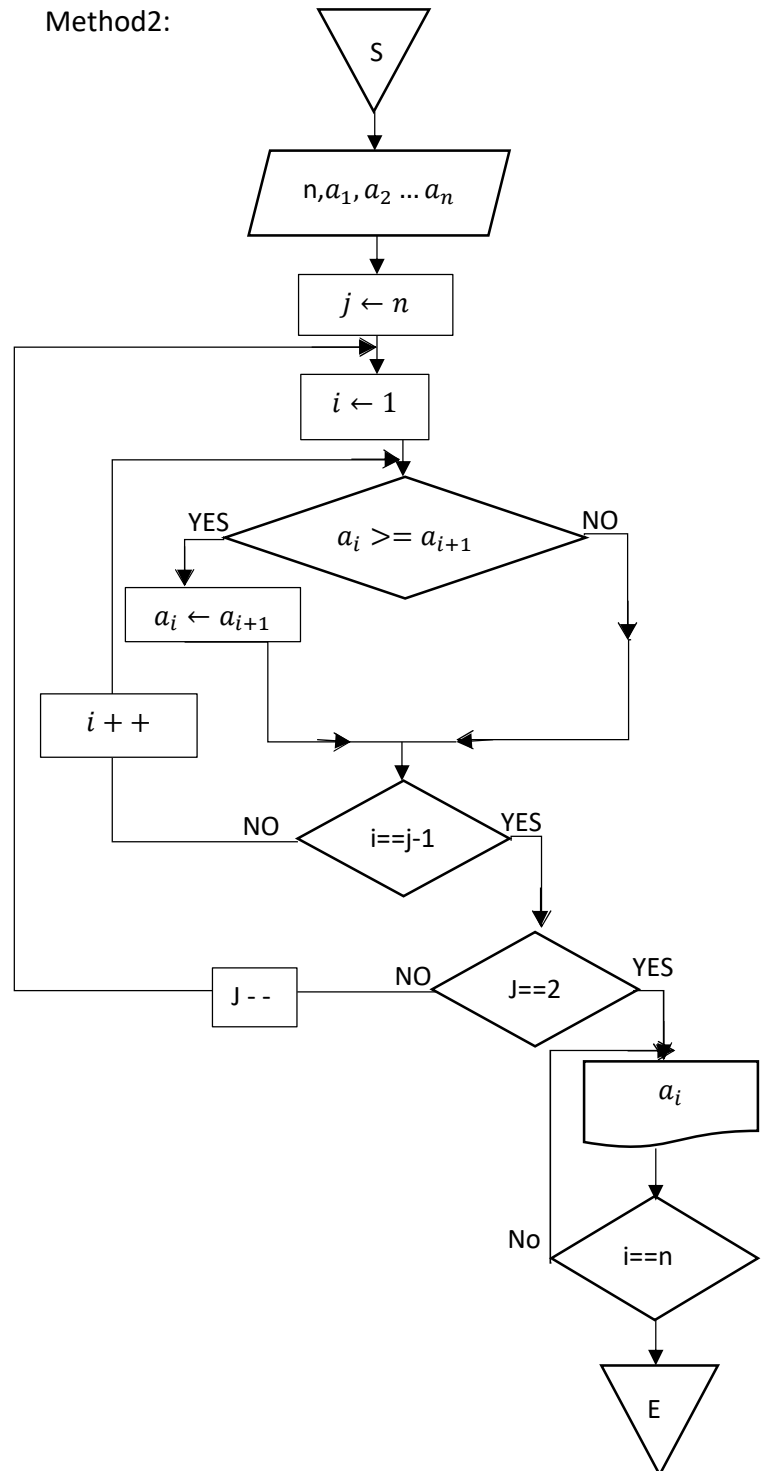 Method2:
S
n,𝑎₁, 𝑎₂ … 𝑎ₙ
𝑗 ← 𝑛
𝑖 ← 1
𝑎ᵢ >= 𝑎ᵢ₊₁
YES
NO
𝑎ᵢ ← 𝑎ᵢ₊₁
𝑖 + +
i==j-1
NO
YES
J==2
NO
YES
J - -
𝑎ᵢ
i==n
No
E